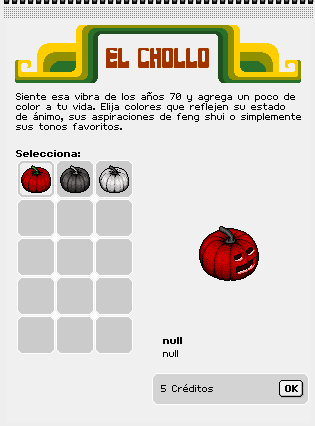 EL CHOLLO
Siente esa vibra de los años 70 y agrega un poco de
color a tu vida. Elija colores que reflejen su estado
de ánimo, sus aspiraciones de feng shui o simplemente
sus tonos favoritos.
Selecciona:
null
null
5 Créditos
OK